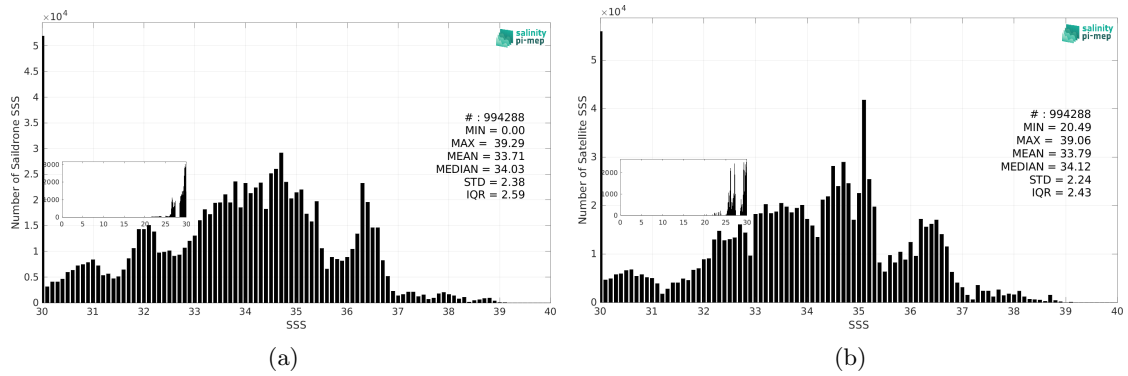 ×10⁴
5
4.5
4
3.5
3
2.5
2
1.5
1
0.5
0
Number of Saildrone SSS
salinity
pi-mep
# : 994288
MIN = 0.00
MAX = 39.29
MEAN = 33.71
MEDIAN = 34.03
STD = 2.38
IQR = 2.59
3000
2000
1000
0
0 5 10 15 20 25 30
30 31 32 33 34 35 36 37 38 39 40
SSS
(a)
×10⁴
5
4
3
2
1
0
Number of Satellite SSS
salinity
pi-mep
# : 994288
MIN = 20.49
MAX = 39.06
MEAN = 33.79
MEDIAN = 34.12
STD = 2.24
IQR = 2.43
2000
1000
0
0 5 10 15 20 25 30
30 31 32 33 34 35 36 37 38 39 40
SSS
(b)